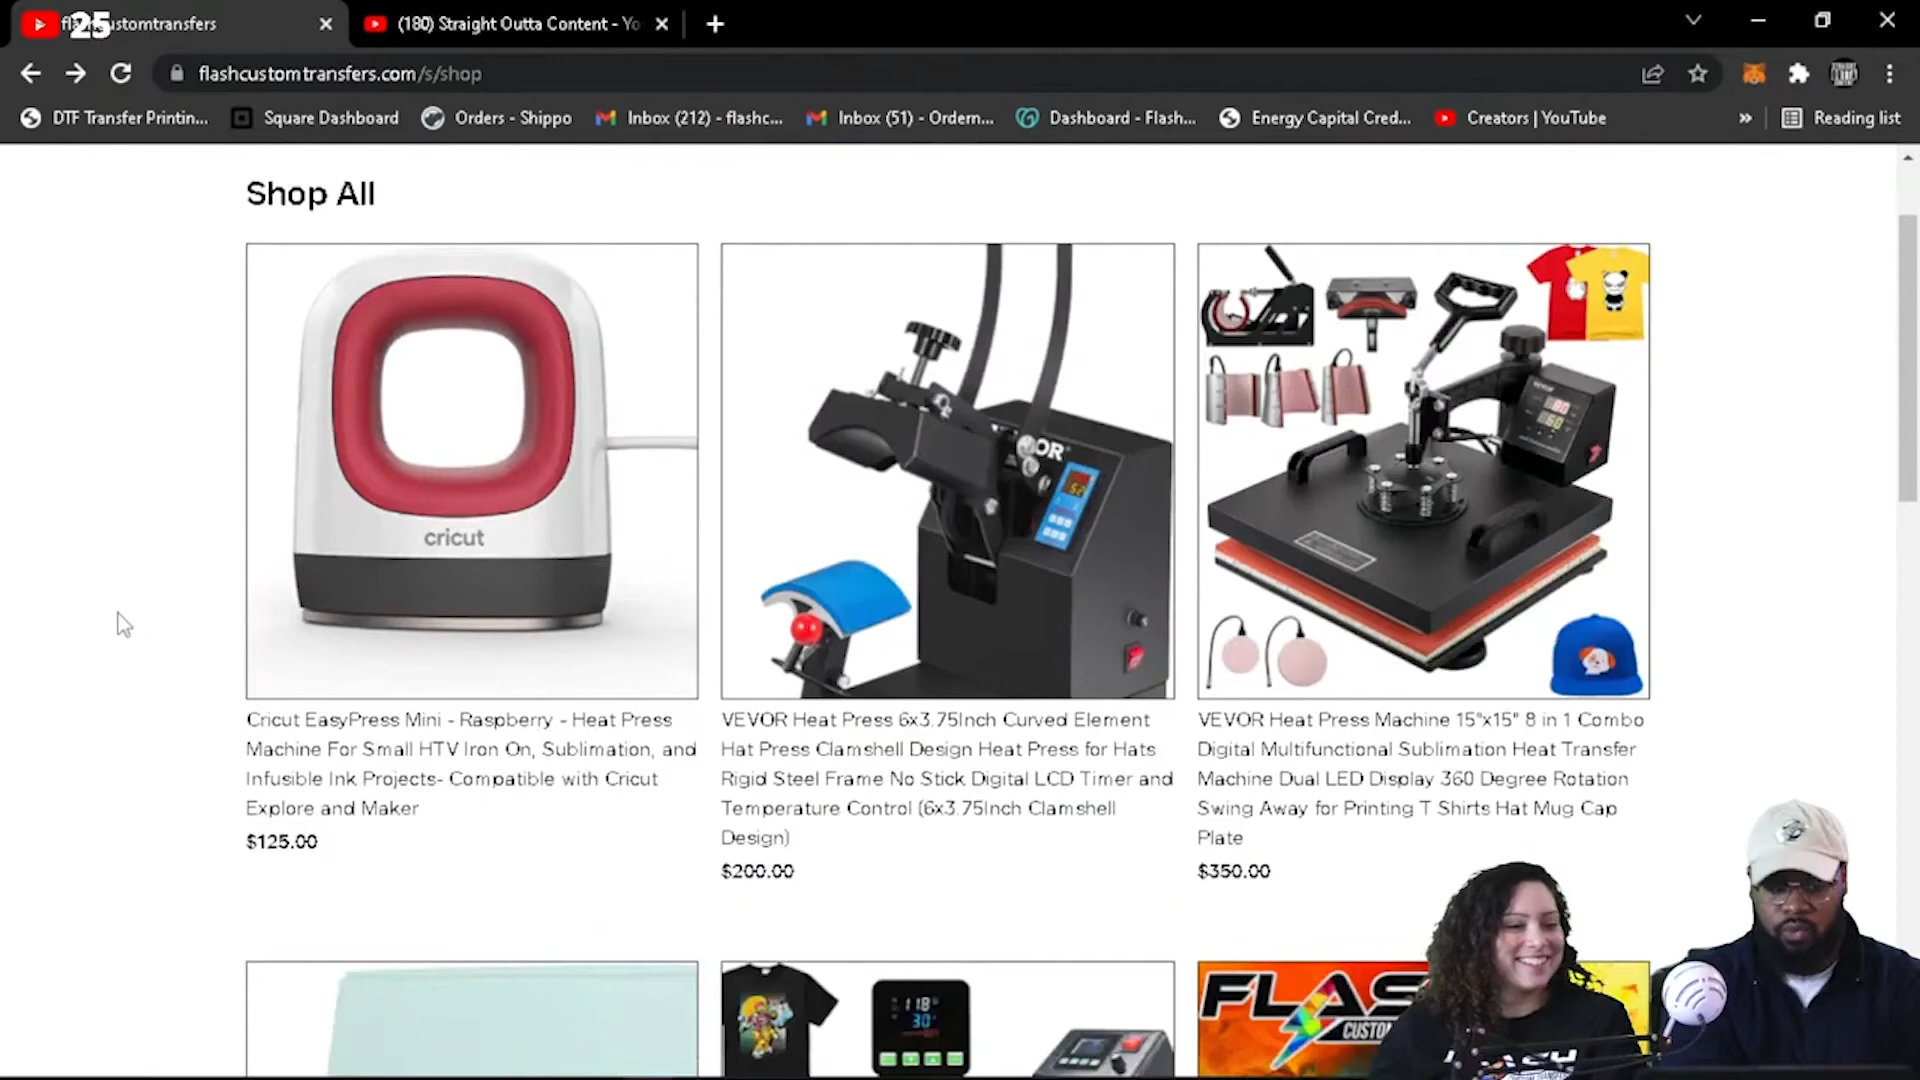 25
customtransfers
(180) Straight Outta Content - Yo
flashcustomtransfers.com/s/shop
DTF Transfer Printin...
Square Dashboard
Orders - Shippo
Inbox (212) - flashc...
Inbox (51) - Ordern...
Dashboard - Flash...
Energy Capital Cred...
Creators | YouTube
Reading list
Shop All
cricut
VEVOR
Cricut EasyPress Mini - Raspberry - Heat Press
Machine For Small HTV Iron On, Sublimation, and
Infusible Ink Projects- Compatible with Cricut
Explore and Maker
$125.00
VEVOR Heat Press 6x3.75Inch Curved Element
Hat Press Clamshell Design Heat Press for Hats
Rigid Steel Frame No Stick Digital LCD Timer and
Temperature Control (6x3.75Inch Clamshell
Design)
$200.00
VEVOR Heat Press Machine 15"x15" 8 in 1 Combo
Digital Multifunctional Sublimation Heat Transfer
Machine Dual LED Display 360 Degree Rotation
Swing Away for Printing T Shirts Hat Mug Cap
Plate
$350.00
118
30
FLAS
CUSTO